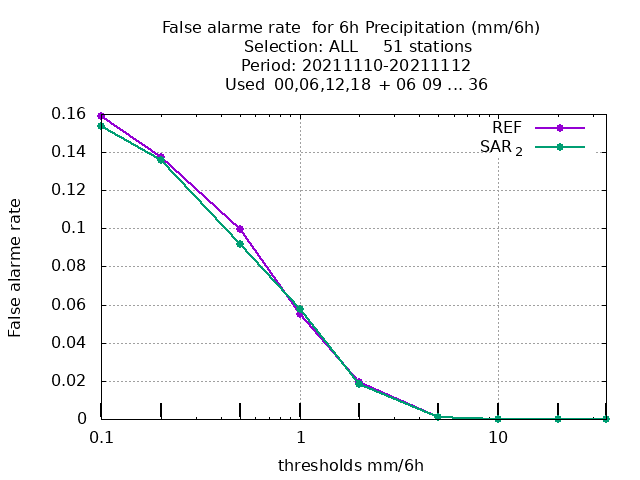 False alarme rate  for 6h Precipitation (mm/6h)
Selection: ALL     51 stations
Period: 20211110-20211112
Used  00,06,12,18  + 06 09 ... 36
REF
SAR 2
0.16
0.14
0.12
0.1
0.08
0.06
0.04
0.02
0
False alarme rate
0.1 1 10
thresholds mm/6h